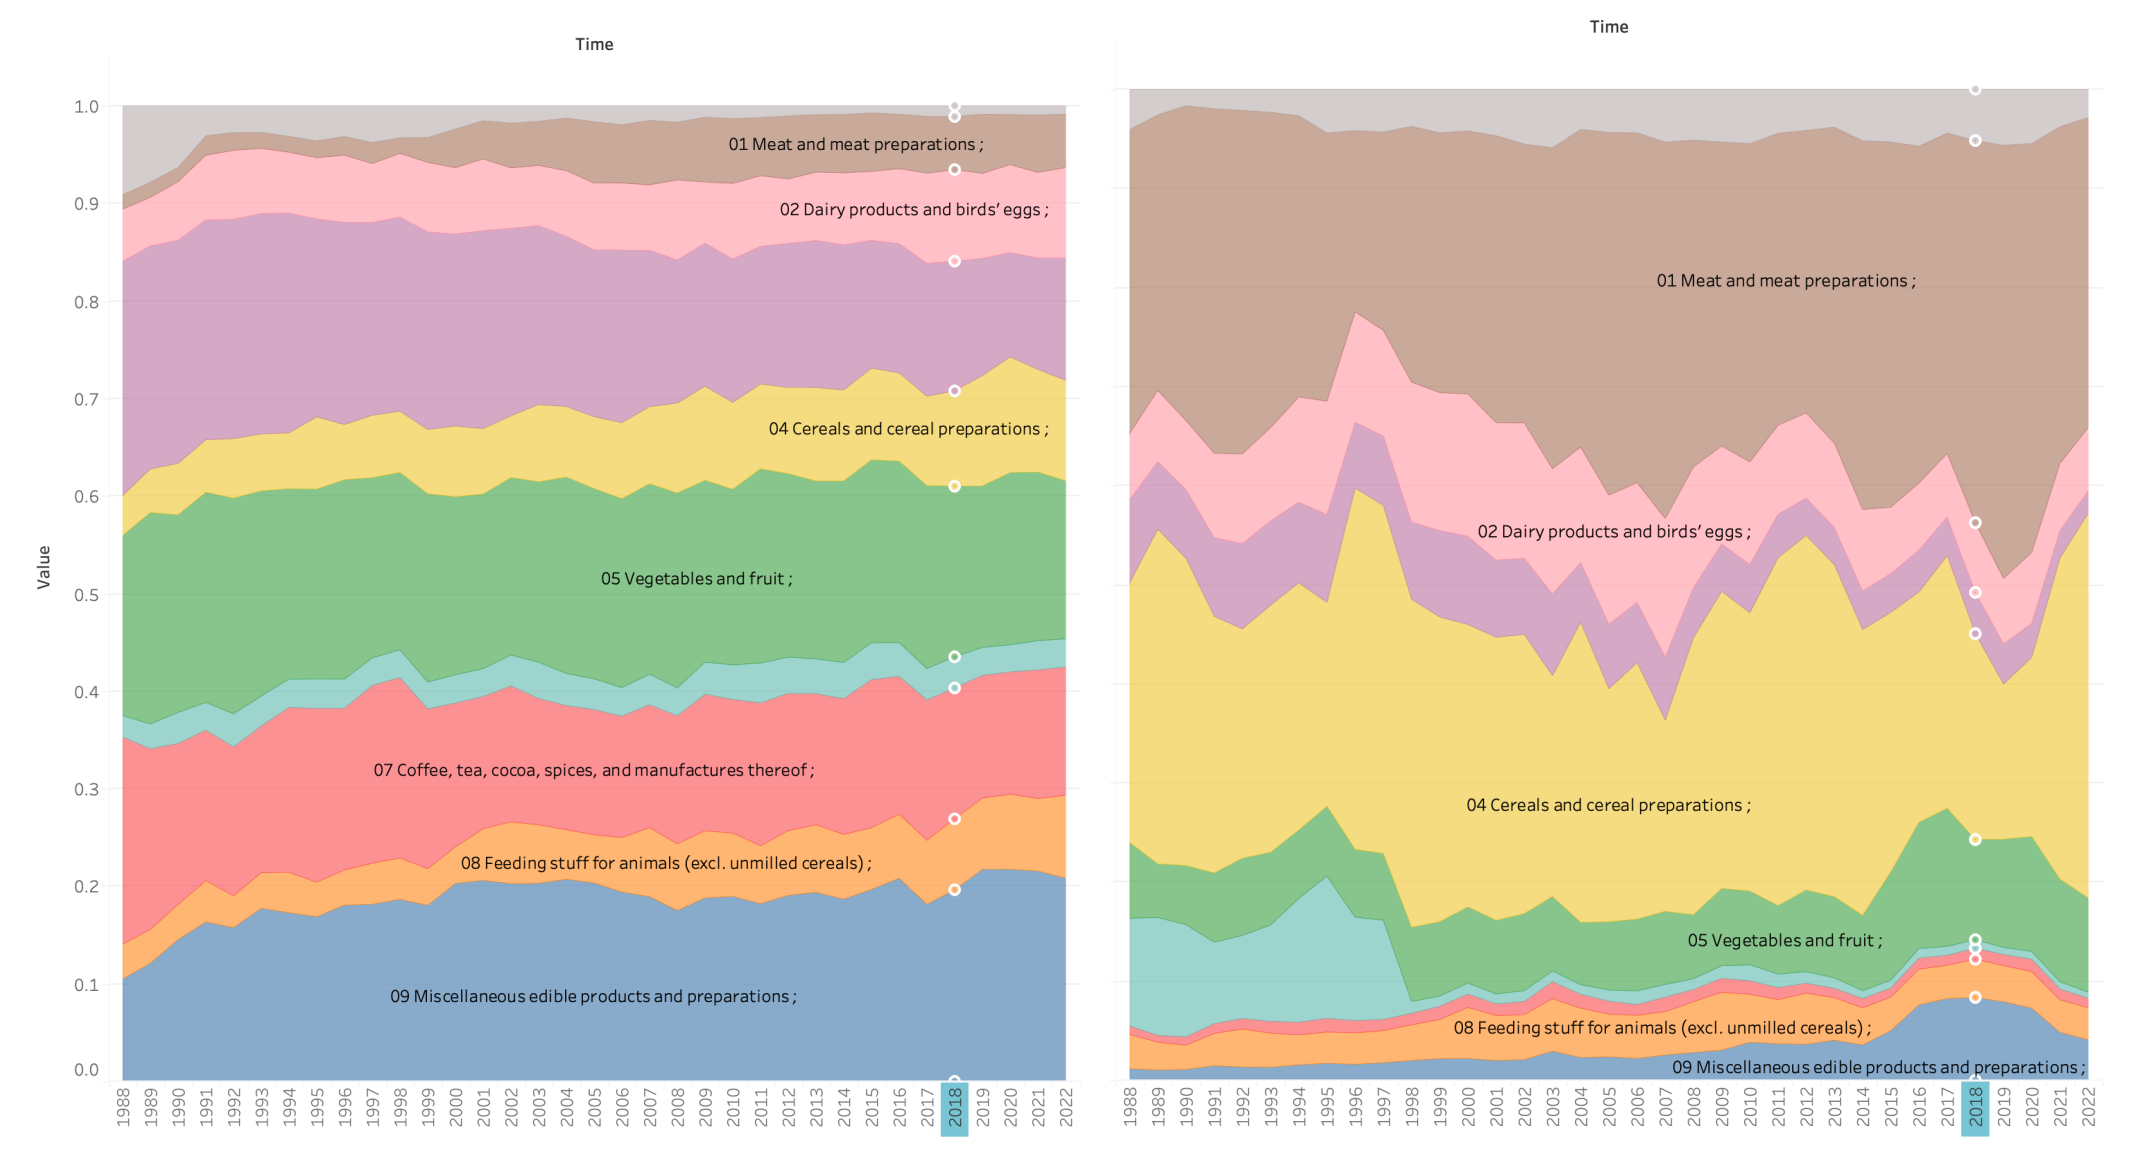 Time
Time
1.0
0.9
0.8
0.7
0.6
0.5
0.4
0.3
0.2
0.1
0.0
Value
01 Meat and meat preparations ;
02 Dairy products and birds’ eggs ;
04 Cereals and cereal preparations ;
05 Vegetables and fruit ;
07 Coffee, tea, cocoa, spices, and manufactures thereof ;
08 Feeding stuff for animals (excl. unmilled cereals) ;
09 Miscellaneous edible products and preparations ;
1988 1989 1990 1991 1992 1993 1994 1995 1996 1997 1998 1999 2000 2001 2002 2003 2004 2005 2006 2007 2008 2009 2010 2011 2012 2013 2014 2015 2016 2017 2018 2019 2020 2021 2022
01 Meat and meat preparations ;
02 Dairy products and birds’ eggs ;
04 Cereals and cereal preparations ;
05 Vegetables and fruit ;
08 Feeding stuff for animals (excl. unmilled cereals) ;
09 Miscellaneous edible products and preparations ;
1988 1989 1990 1991 1992 1993 1994 1995 1996 1997 1998 1999 2000 2001 2002 2003 2004 2005 2006 2007 2008 2009 2010 2011 2012 2013 2014 2015 2016 2017 2018 2019 2020 2021 2022